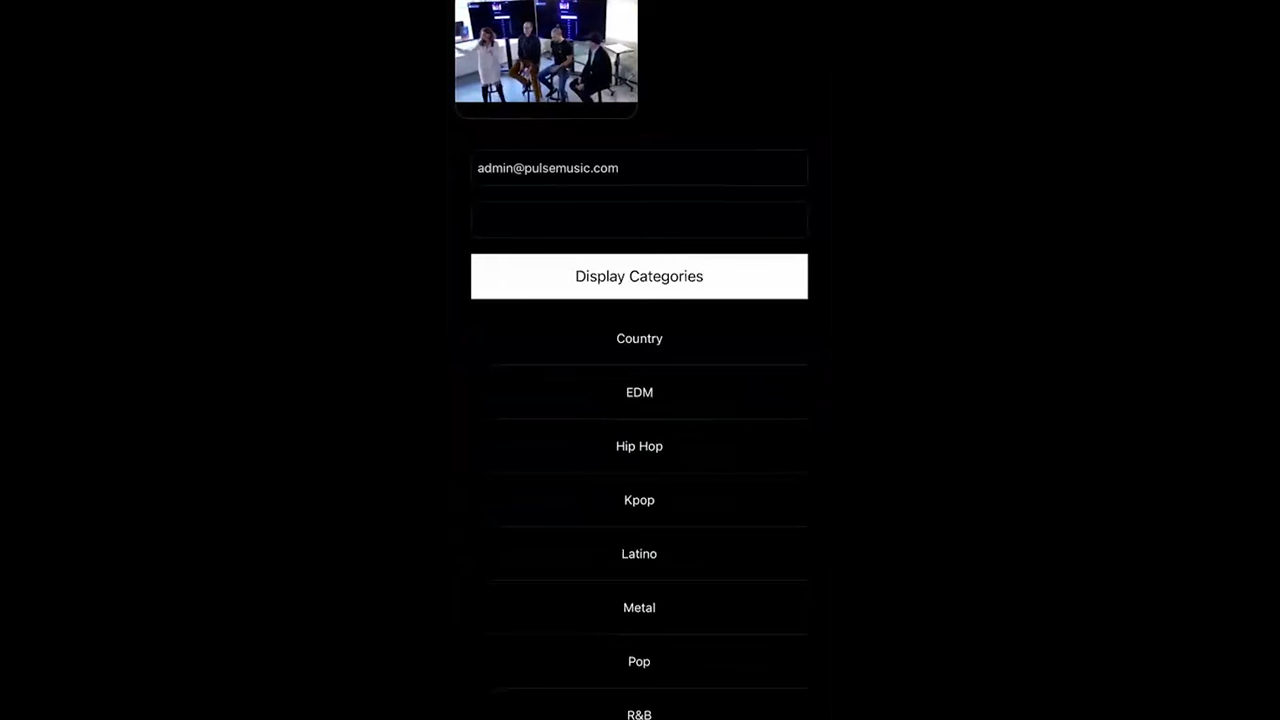 admin@pulsemusic.com
Display Categories
Country
EDM
Hip Hop
Kpop
Latino
Metal
Pop
R&B